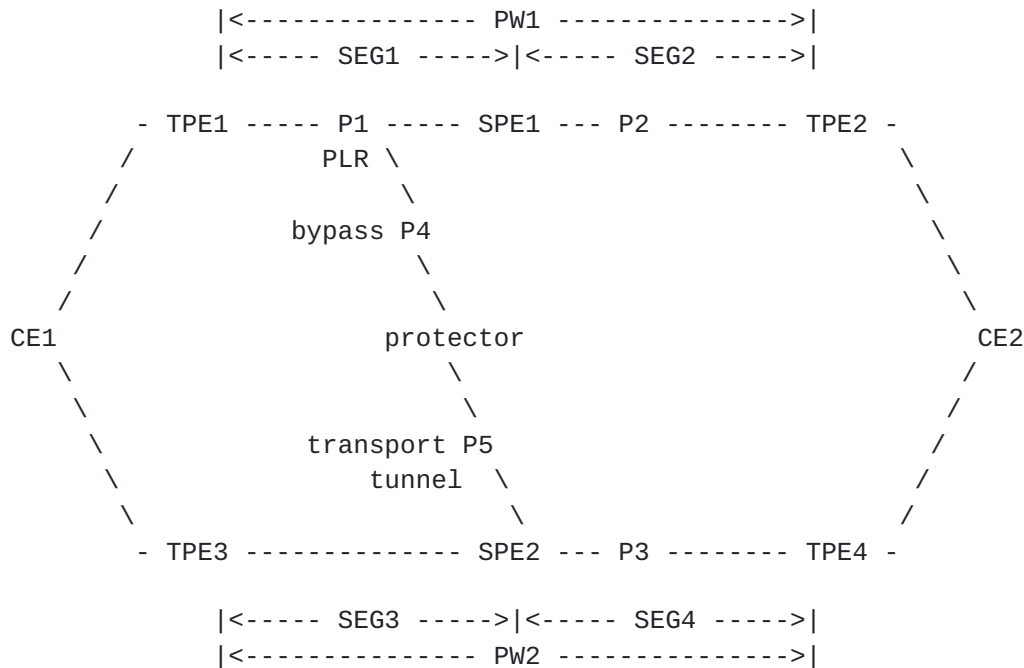 |<--------------- PW1 --------------->|
|<----- SEG1 ----->|<----- SEG2 ----->|
- TPE1 ----- P1 ----- SPE1 --- P2 -------- TPE2 -
/ PLR \ \
/ \ \
/ bypass P4 \
/ \ \
/ \ \
CE1 protector CE2
\ \ /
\ \ /
\ transport P5 /
\ tunnel \ /
\ \ /
- TPE3 -------------- SPE2 --- P3 -------- TPE4 -
|<----- SEG3 ----->|<----- SEG4 ----->|
|<--------------- PW2 --------------->|